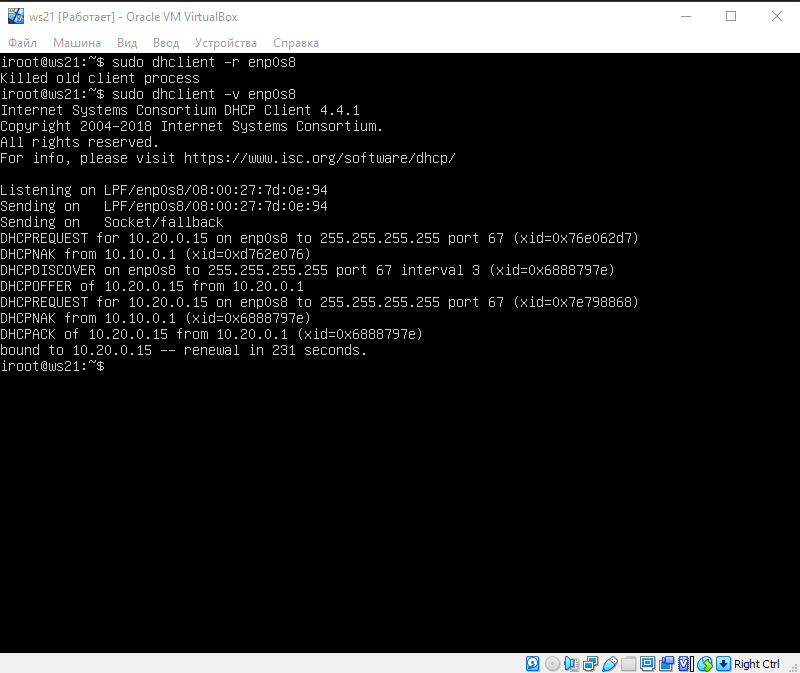 ws21 [Работает] - Oracle VM VirtualBox
Файл Машина Вид Ввод Устройства Справка
iroot@ws21:~$ sudo dhclient -r enp0s8
Killed old client process
iroot@ws21:~$ sudo dhclient -v enp0s8
Internet Systems Consortium DHCP Client 4.4.1
Copyright 2004-2018 Internet Systems Consortium.
All rights reserved.
For info, please visit https://www.isc.org/software/dhcp/
Listening on LPF/enp0s8/08:00:27:7d:0e:94
Sending on   LPF/enp0s8/08:00:27:7d:0e:94
Sending on   Socket/fallback
DHCPREQUEST for 10.20.0.15 on enp0s8 to 255.255.255.255 port 67 (xid=0x76e062d7)
DHCPNAK from 10.10.0.1 (xid=0xd762e076)
DHCPDISCOVER on enp0s8 to 255.255.255.255 port 67 interval 3 (xid=0x6888797e)
DHCPOFFER of 10.20.0.15 from 10.20.0.1
DHCPREQUEST for 10.20.0.15 on enp0s8 to 255.255.255.255 port 67 (xid=0x7e798868)
DHCPNAK from 10.10.0.1 (xid=0x6888797e)
DHCPACK of 10.20.0.15 from 10.20.0.1 (xid=0x6888797e)
bound to 10.20.0.15 -- renewal in 231 seconds.
iroot@ws21:~$
Right Ctrl